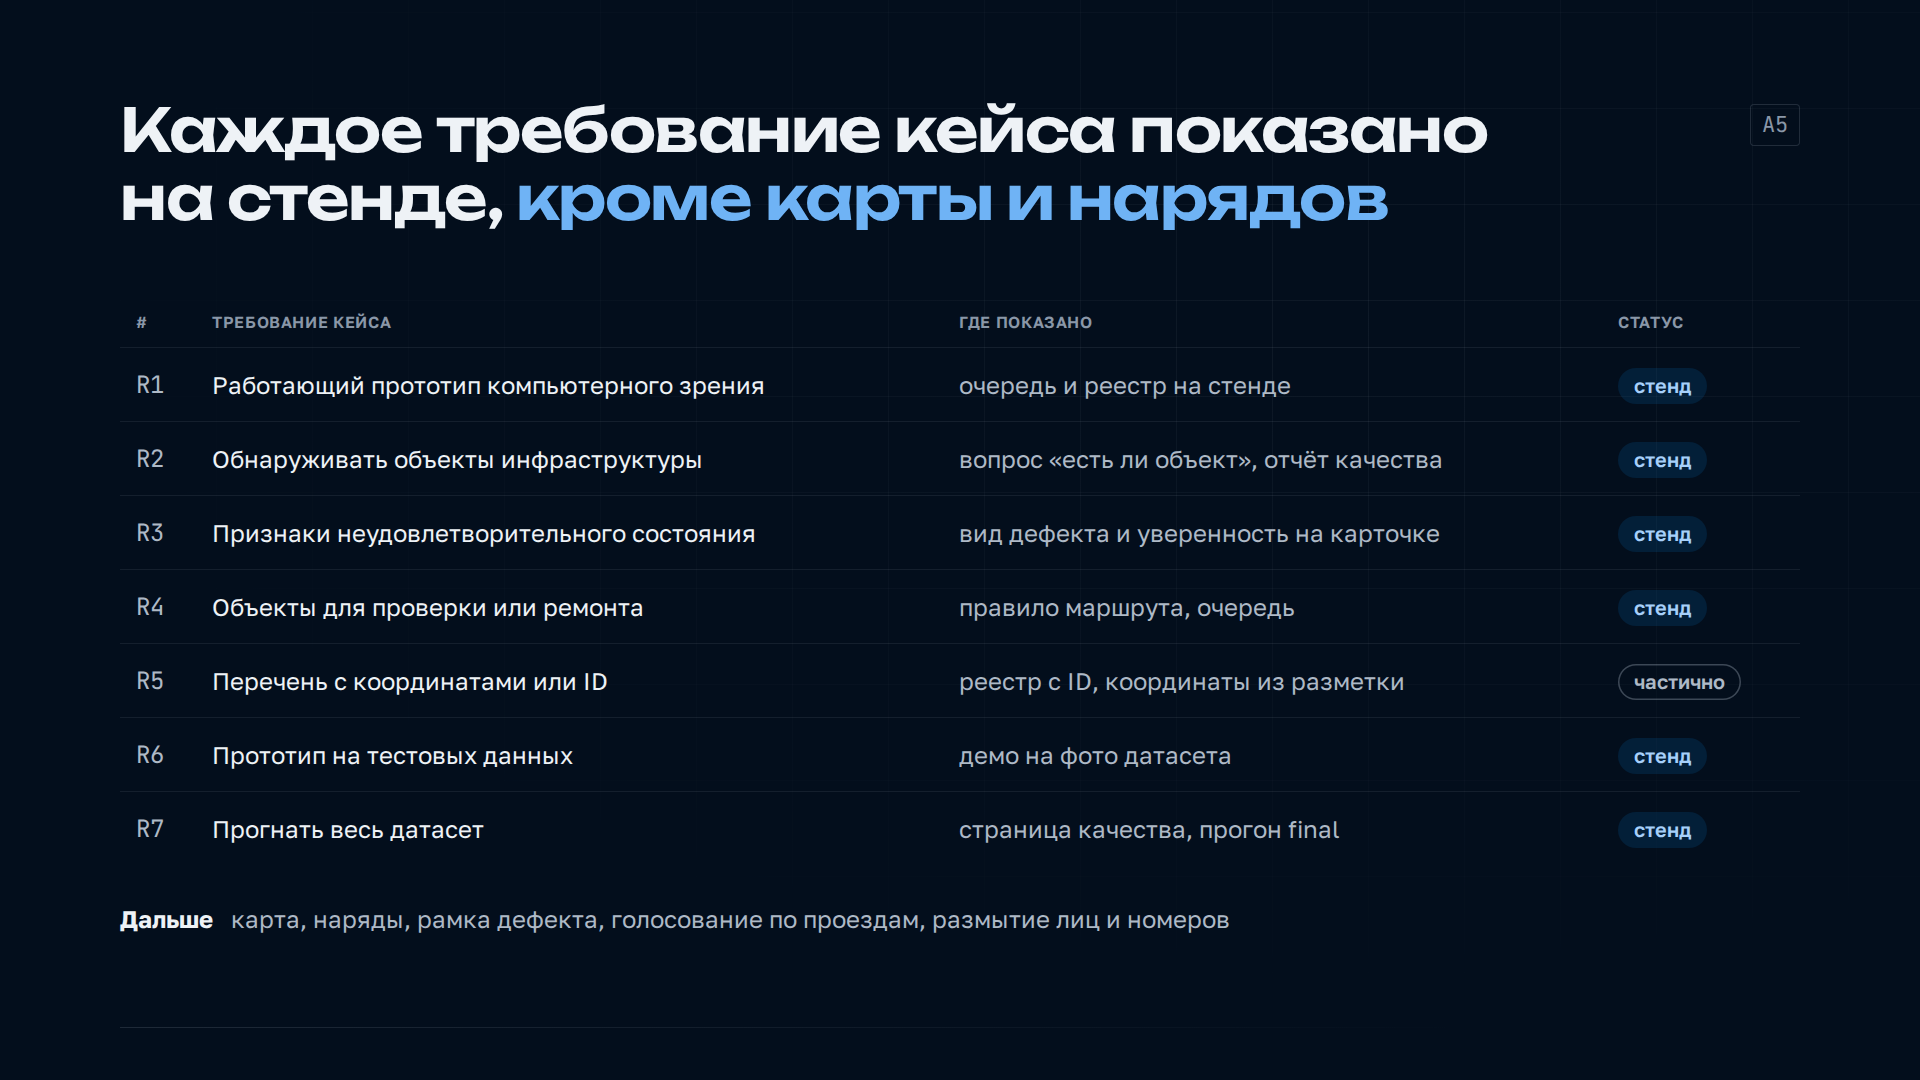 Каждое требование кейса показано
на стенде, кроме карты и нарядов
A5
# ТРЕБОВАНИЕ КЕЙСА ГДЕ ПОКАЗАНО СТАТУС
R1 Работающий прототип компьютерного зрения очередь и реестр на стенде стенд
R2 Обнаруживать объекты инфраструктуры вопрос «есть ли объект», отчёт качества стенд
R3 Признаки неудовлетворительного состояния вид дефекта и уверенность на карточке стенд
R4 Объекты для проверки или ремонта правило маршрута, очередь стенд
R5 Перечень с координатами или ID реестр с ID, координаты из разметки частично
R6 Прототип на тестовых данных демо на фото датасета стенд
R7 Прогнать весь датасет страница качества, прогон final стенд
Дальше карта, наряды, рамка дефекта, голосование по проездам, размытие лиц и номеров